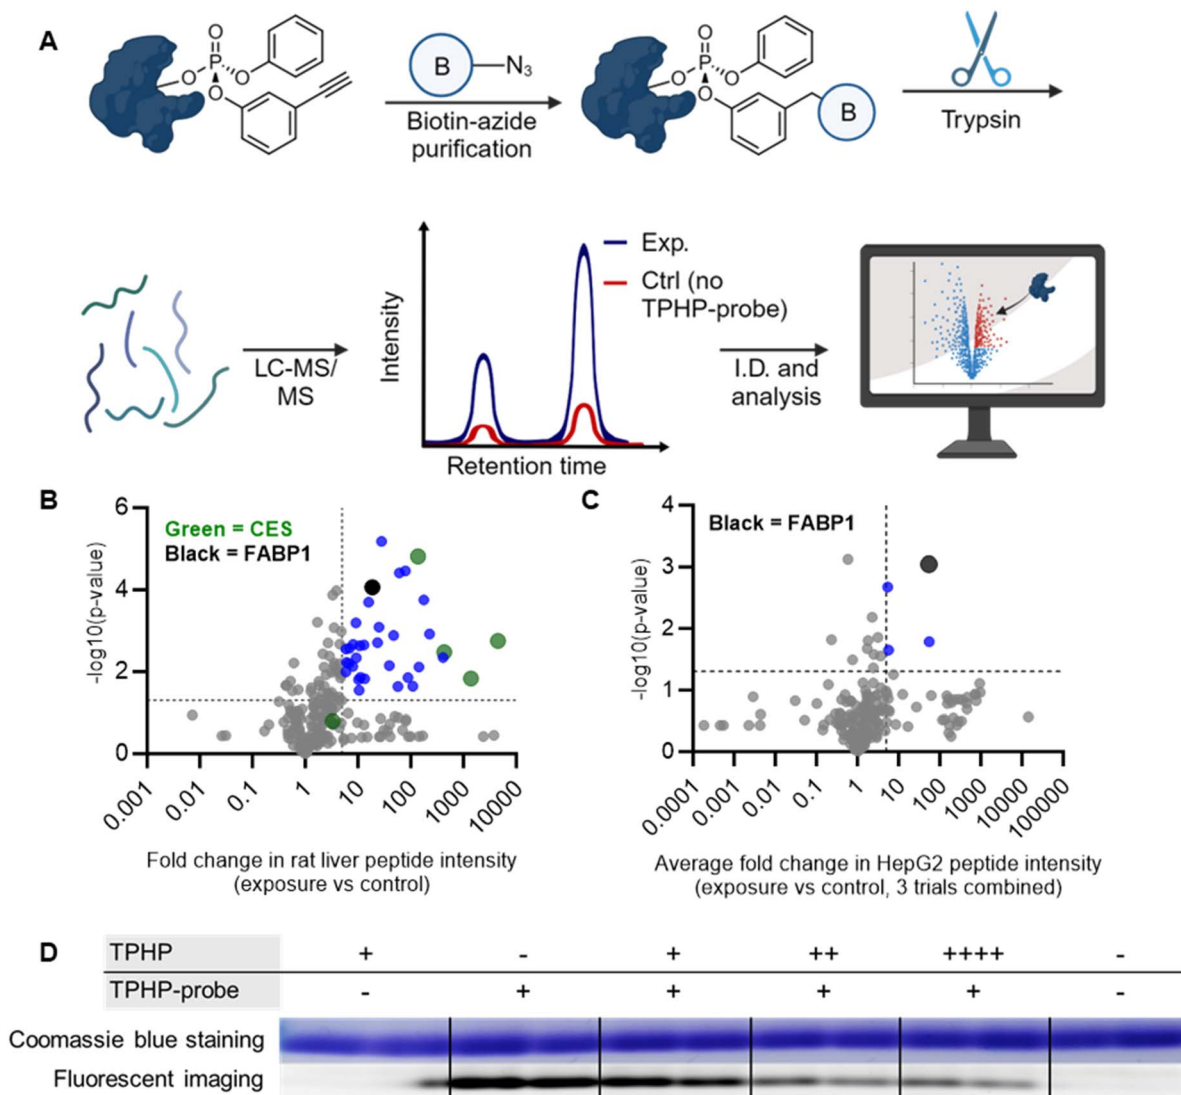 A
O
P
O
O
B
N3
Biotin-azide
purification
O
P
O
O
B
Trypsin
LC-MS/
MS
Intensity
Retention time
Exp.
Ctrl (no
TPHP-probe)
I.D. and
analysis
B
Green = CES
Black = FABP1
-log10(p-value)
6
4
2
0
0.001
0.01
0.1
1
10
100
1000
10000
Fold change in rat liver peptide intensity
(exposure vs control)
C
Black = FABP1
-log10(p-value)
4
3
2
1
0
0.0001
0.001
0.01
0.1
1
10
100
1000
10000
100000
Average fold change in HepG2 peptide intensity
(exposure vs control, 3 trials combined)
D
TPHP + - + ++ ++++ -
TPHP-probe - + + + + -
Coomassie blue staining
Fluorescent imaging